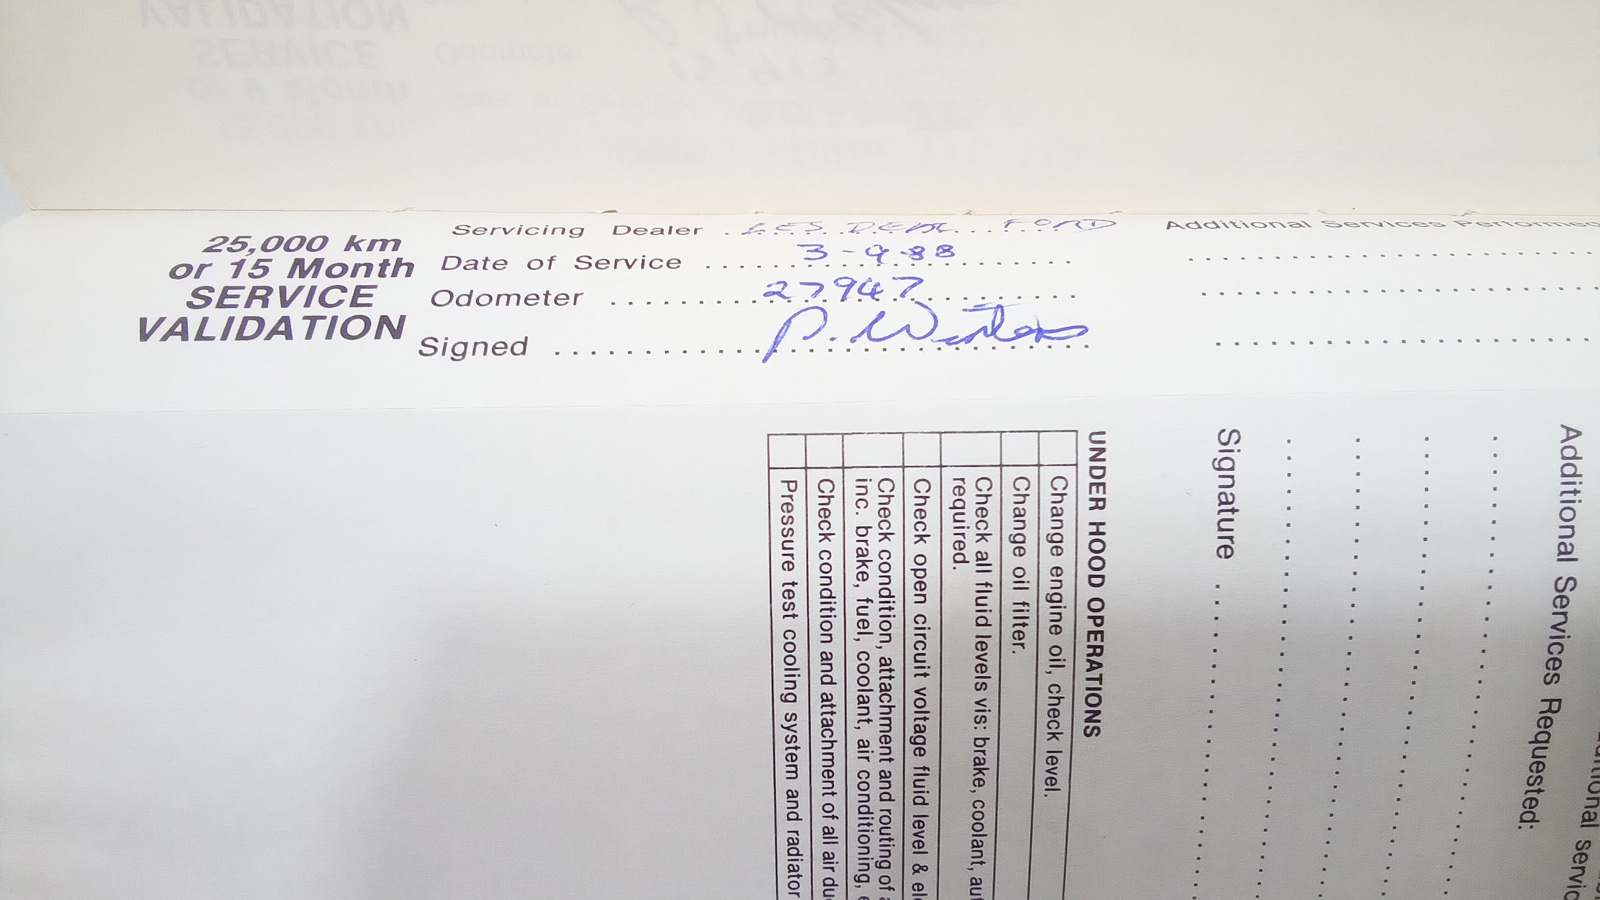 25,000 km
or 15 Month
SERVICE
VALIDATION
Servicing Dealer FORD
Date of Service 3-9-88
Odometer 27947
Signed P. Winters
Additional Services Performed
UNDER HOOD OPERATIONS
Change engine oil, check level.
Change oil filter.
Check all fluid levels vis: brake, coolant,
required.
Check open circuit voltage fluid level &
Check condition, attachment and routing of
inc. brake, fuel, coolant, air conditioning,
Check condition and attachment of all air
Pressure test cooling system and radiator
Additional Services Requested:
Signature